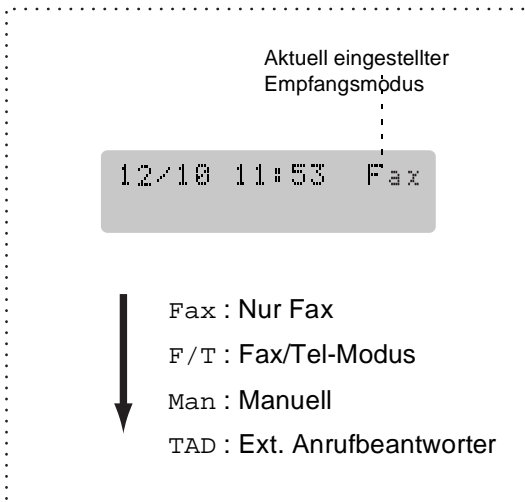 Aktuell eingestellter
Empfangsmodus
12/10 11:53 Fax
Fax : Nur Fax
F/T : Fax/Tel-Modus
Man : Manuell
TAD : Ext. Anrufbeantworter